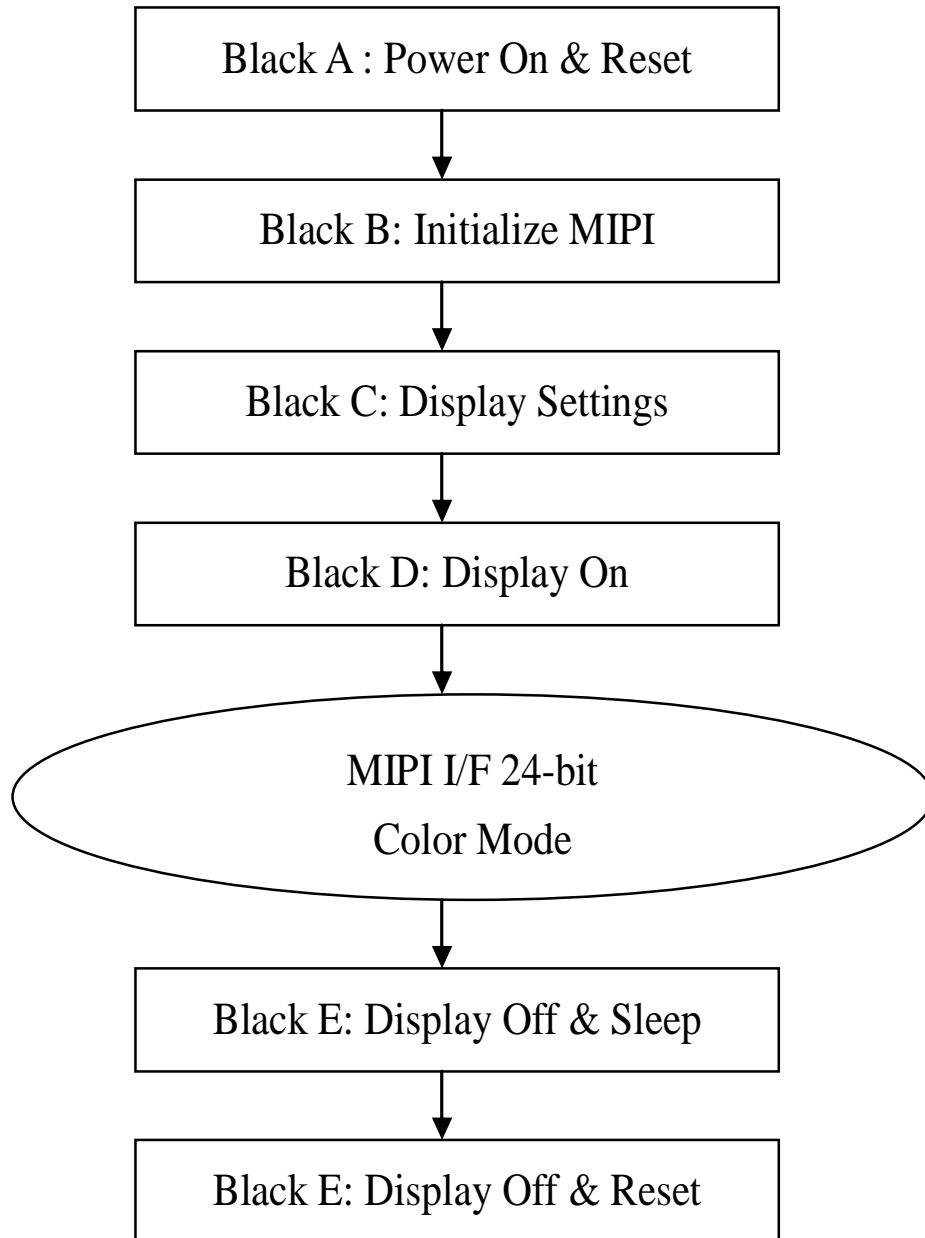 Black A : Power On & Reset
Black B: Initialize MIPI
Black C: Display Settings
Black D: Display On
MIPI I/F 24-bit
Color Mode
Black E: Display Off & Sleep
Black E: Display Off & Reset